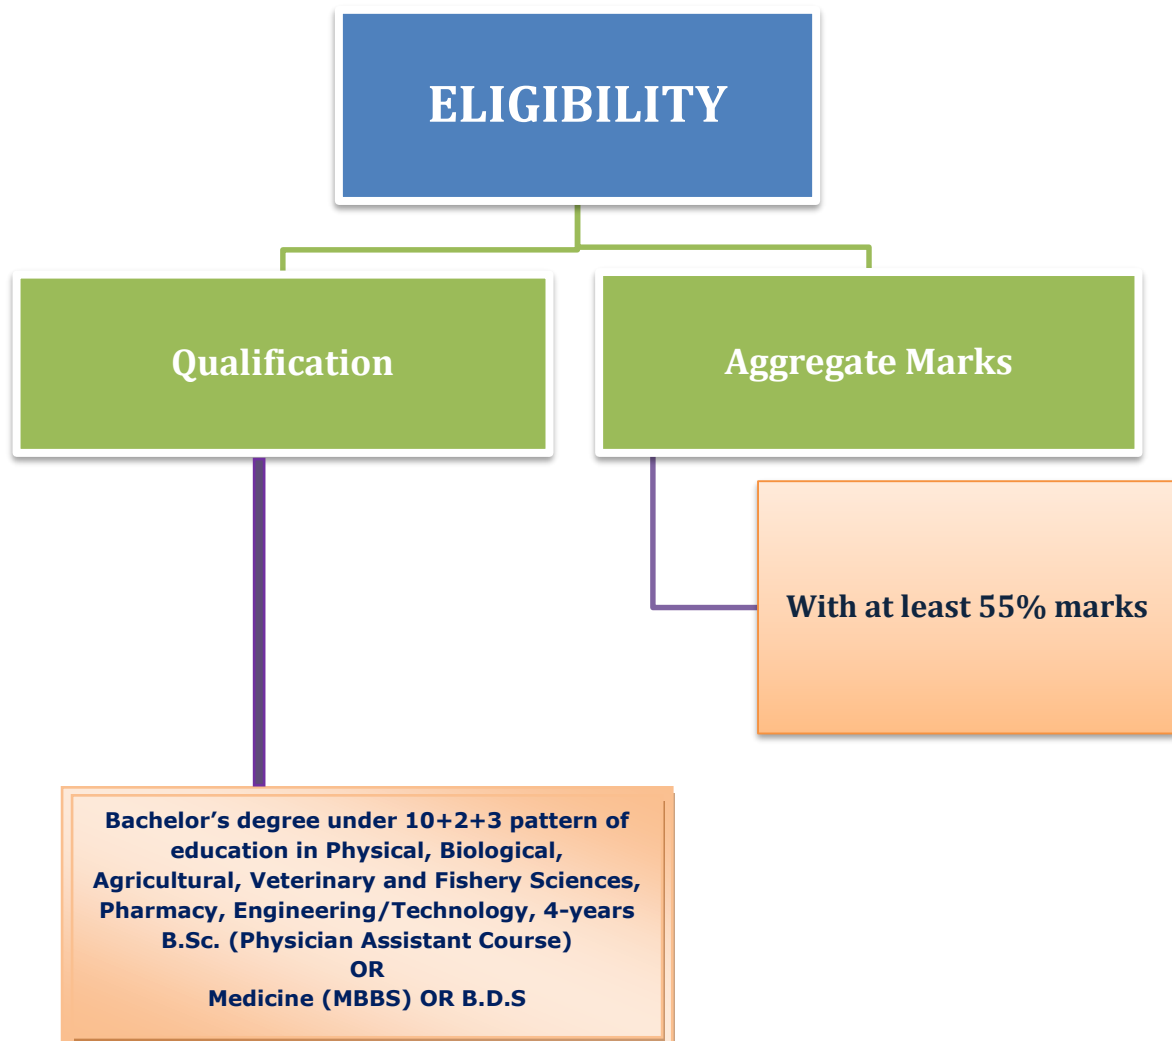 ELIGIBILITY
Qualification
Aggregate Marks
With at least 55% marks
Bachelor’s degree under 10+2+3 pattern of
education in Physical, Biological,
Agricultural, Veterinary and Fishery Sciences,
Pharmacy, Engineering/Technology, 4-years
B.Sc. (Physician Assistant Course)
OR
Medicine (MBBS) OR B.D.S